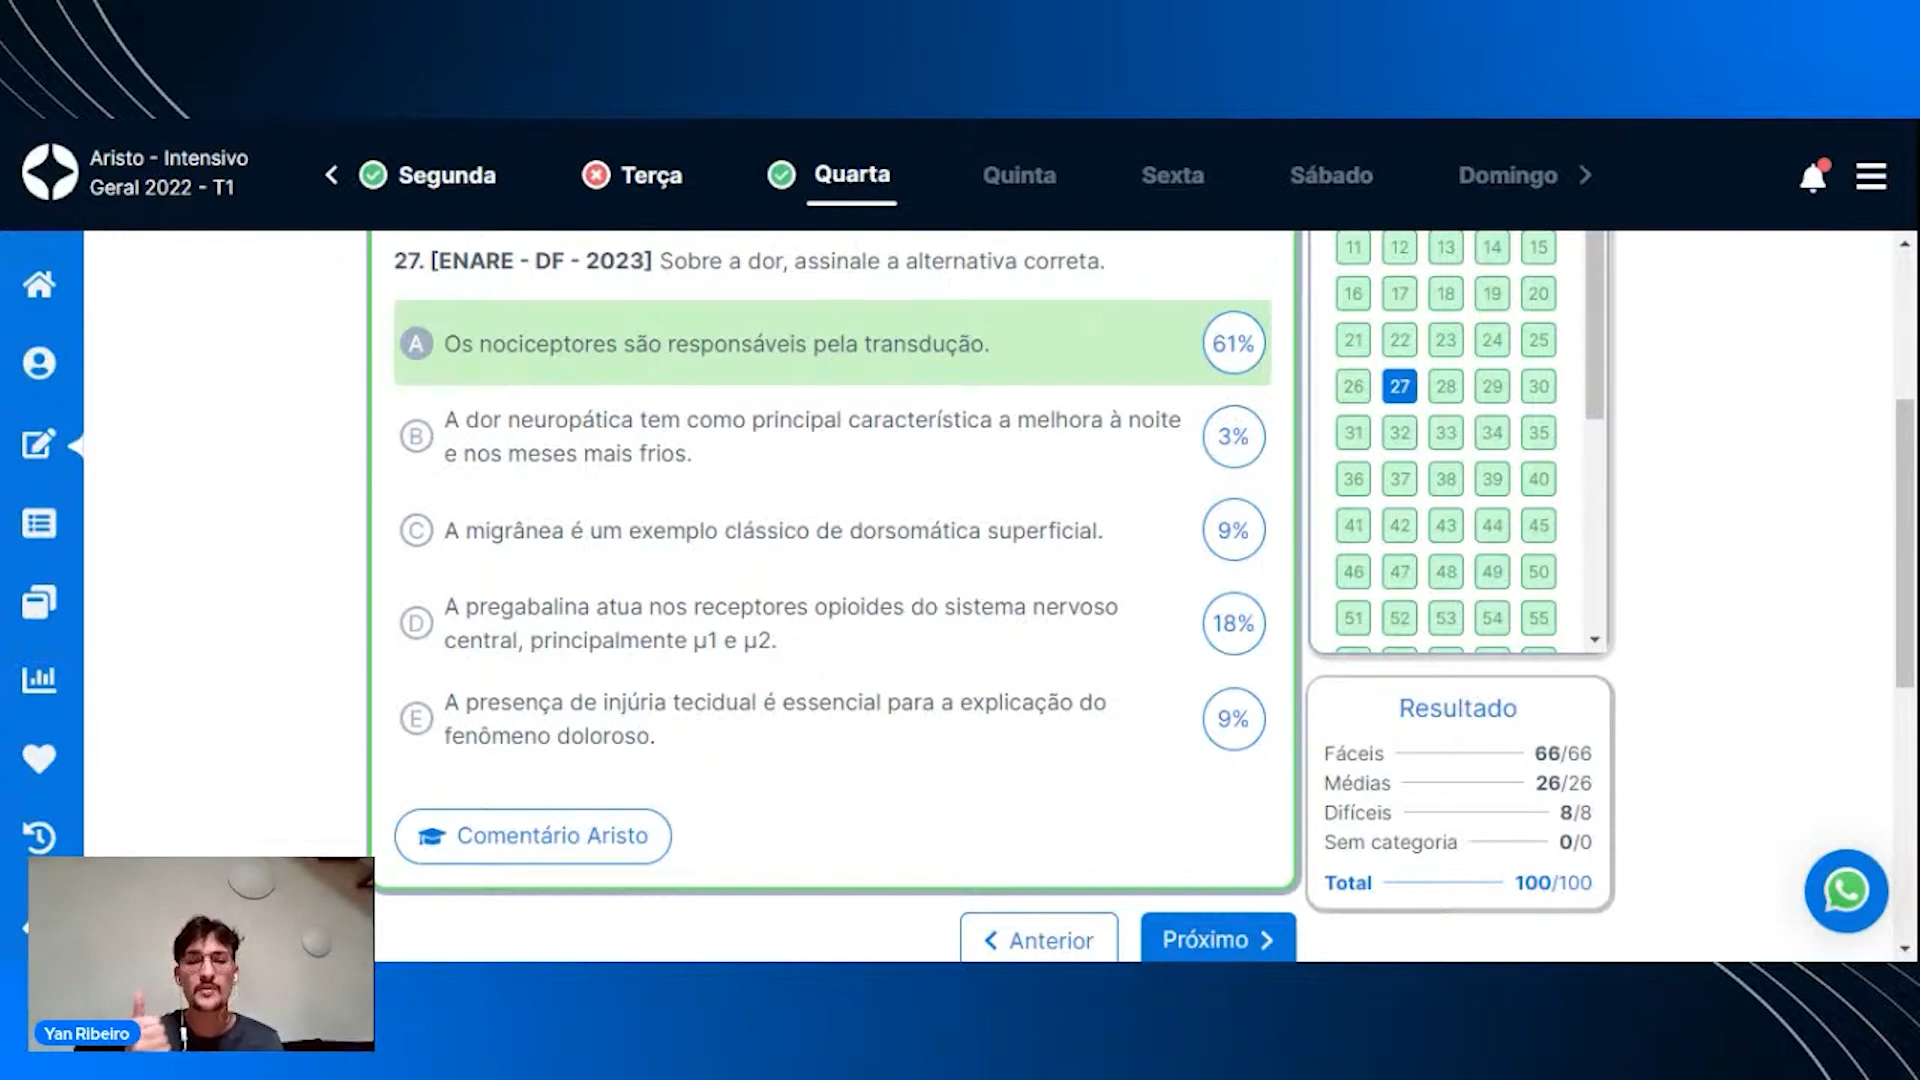 Aristo - Intensivo
Geral 2022 - T1
Segunda
Terça
Quarta
Quinta
Sexta
Sábado
Domingo
27. [ENARE - DF - 2023] Sobre a dor, assinale a alternativa correta.
A Os nociceptores são responsáveis pela transdução. 61%
B A dor neuropática tem como principal característica a melhora à noite
e nos meses mais frios. 3%
C A migrânea é um exemplo clássico de dorsomática superficial. 9%
D A pregabalina atua nos receptores opioides do sistema nervoso
central, principalmente µ1 e µ2. 18%
E A presença de injúria tecidual é essencial para a explicação do
fenômeno doloroso. 9%
Comentário Aristo
Anterior
Próximo
11 12 13 14 15
16 17 18 19 20
21 22 23 24 25
26 27 28 29 30
31 32 33 34 35
36 37 38 39 40
41 42 43 44 45
46 47 48 49 50
51 52 53 54 55
Resultado
Fáceis 66/66
Médias 26/26
Difíceis 8/8
Sem categoria 0/0
Total 100/100
Yan Ribeiro